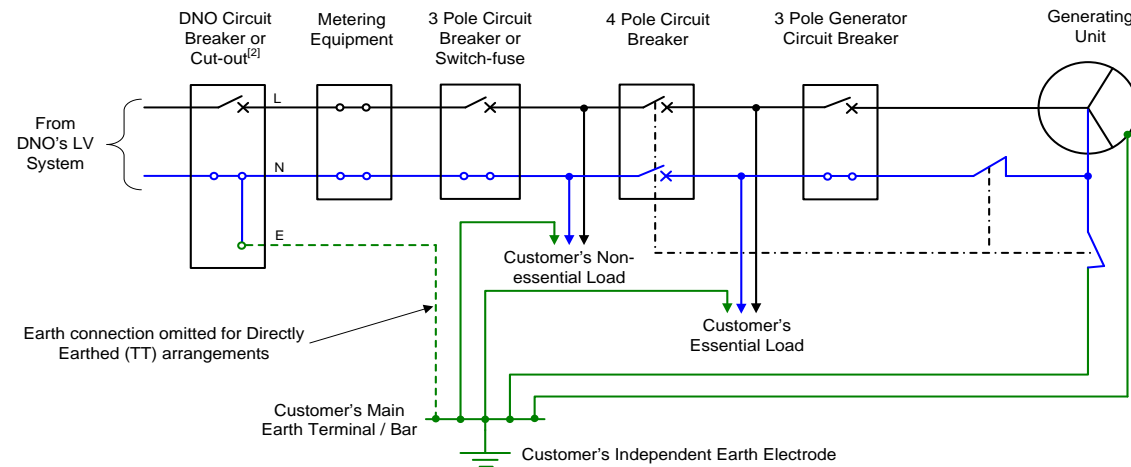 DNO Circuit
Breaker or
Cut-out[2]
Metering
Equipment
3 Pole Circuit
Breaker or
Switch-fuse
4 Pole Circuit
Breaker
3 Pole Generator
Circuit Breaker
Generating
Unit
L
From
DNO's LV
System
N
E
Customer's Non-
essential Load
Customer's
Essential Load
Earth connection omitted for Directly
Earthed (TT) arrangements
Customer's Main
Earth Terminal / Bar
Customer's Independent Earth Electrode